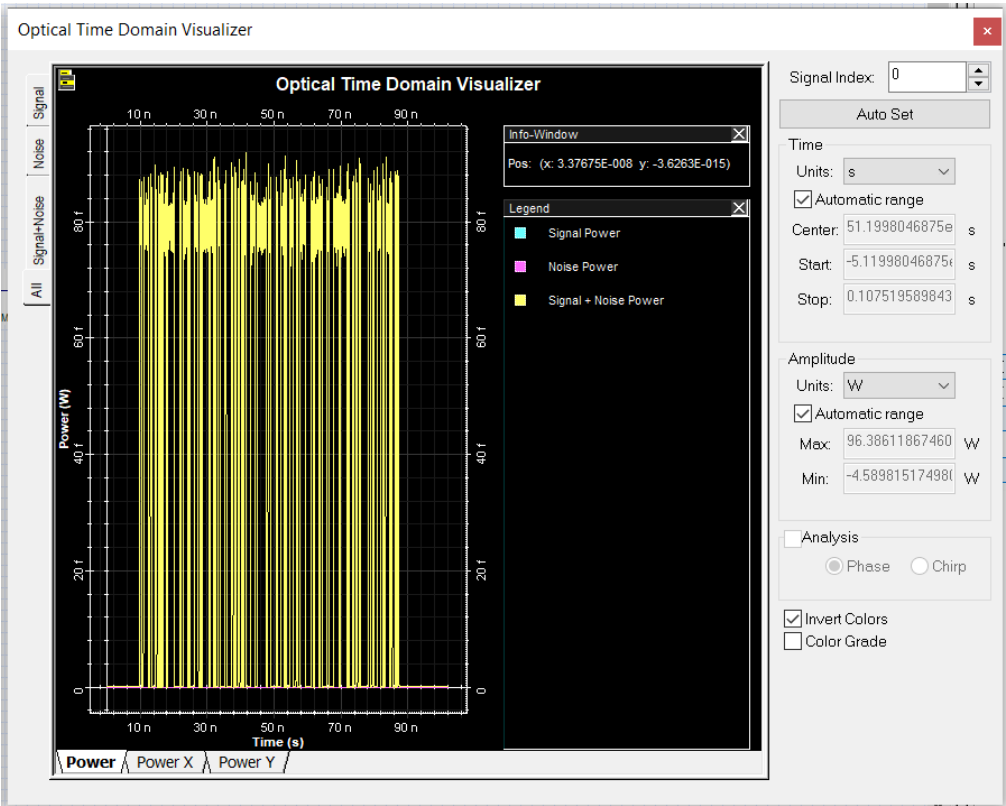 Optical Time Domain Visualizer
Signal
Noise
Signal+Noise
All
Optical Time Domain Visualizer
10 n 30 n 50 n 70 n 90 n
80 f
60 f
40 f
20 f
0
Power (W)
80 f
60 f
40 f
20 f
0
10 n 30 n 50 n 70 n 90 n
Time (s)
Power Power X Power Y
Info-Window
Pos: (x: 3.37675E-008 y: -3.6263E-015)
Legend
Signal Power
Noise Power
Signal + Noise Power
Signal Index: 0
Auto Set
Time
Units: s
Automatic range
Center: 51.1998046875e s
Start: -5.11998046875e s
Stop: 0.107519589843 s
Amplitude
Units: W
Automatic range
Max: 96.38611867460 W
Min: -4.58981517498( W
Analysis
Phase Chirp
Invert Colors
Color Grade